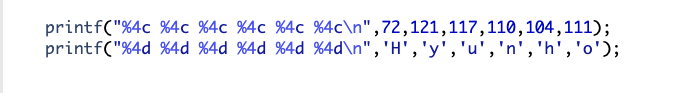 printf("%4c %4c %4c %4c %4c %4c\n",72,121,117,110,104,111);
printf("%4d %4d %4d %4d %4d %4d\n",'H','y','u','n','h','o');